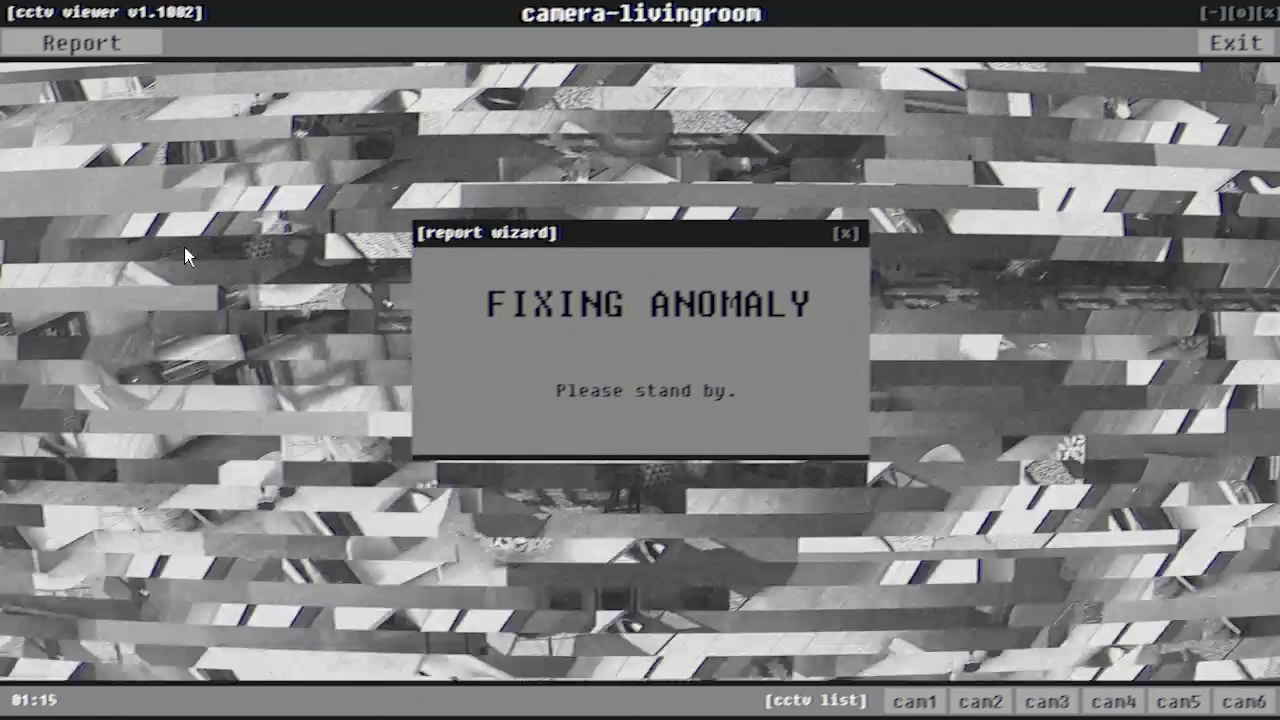 [cctv viewer v1.1002]
camera-livingroom
[-][o][x]
Report
Exit
[report wizard]
[x]
FIXING ANOMALY
Please stand by.
01:15
[cctv list]
cam1
cam2
cam3
cam4
cam5
cam6